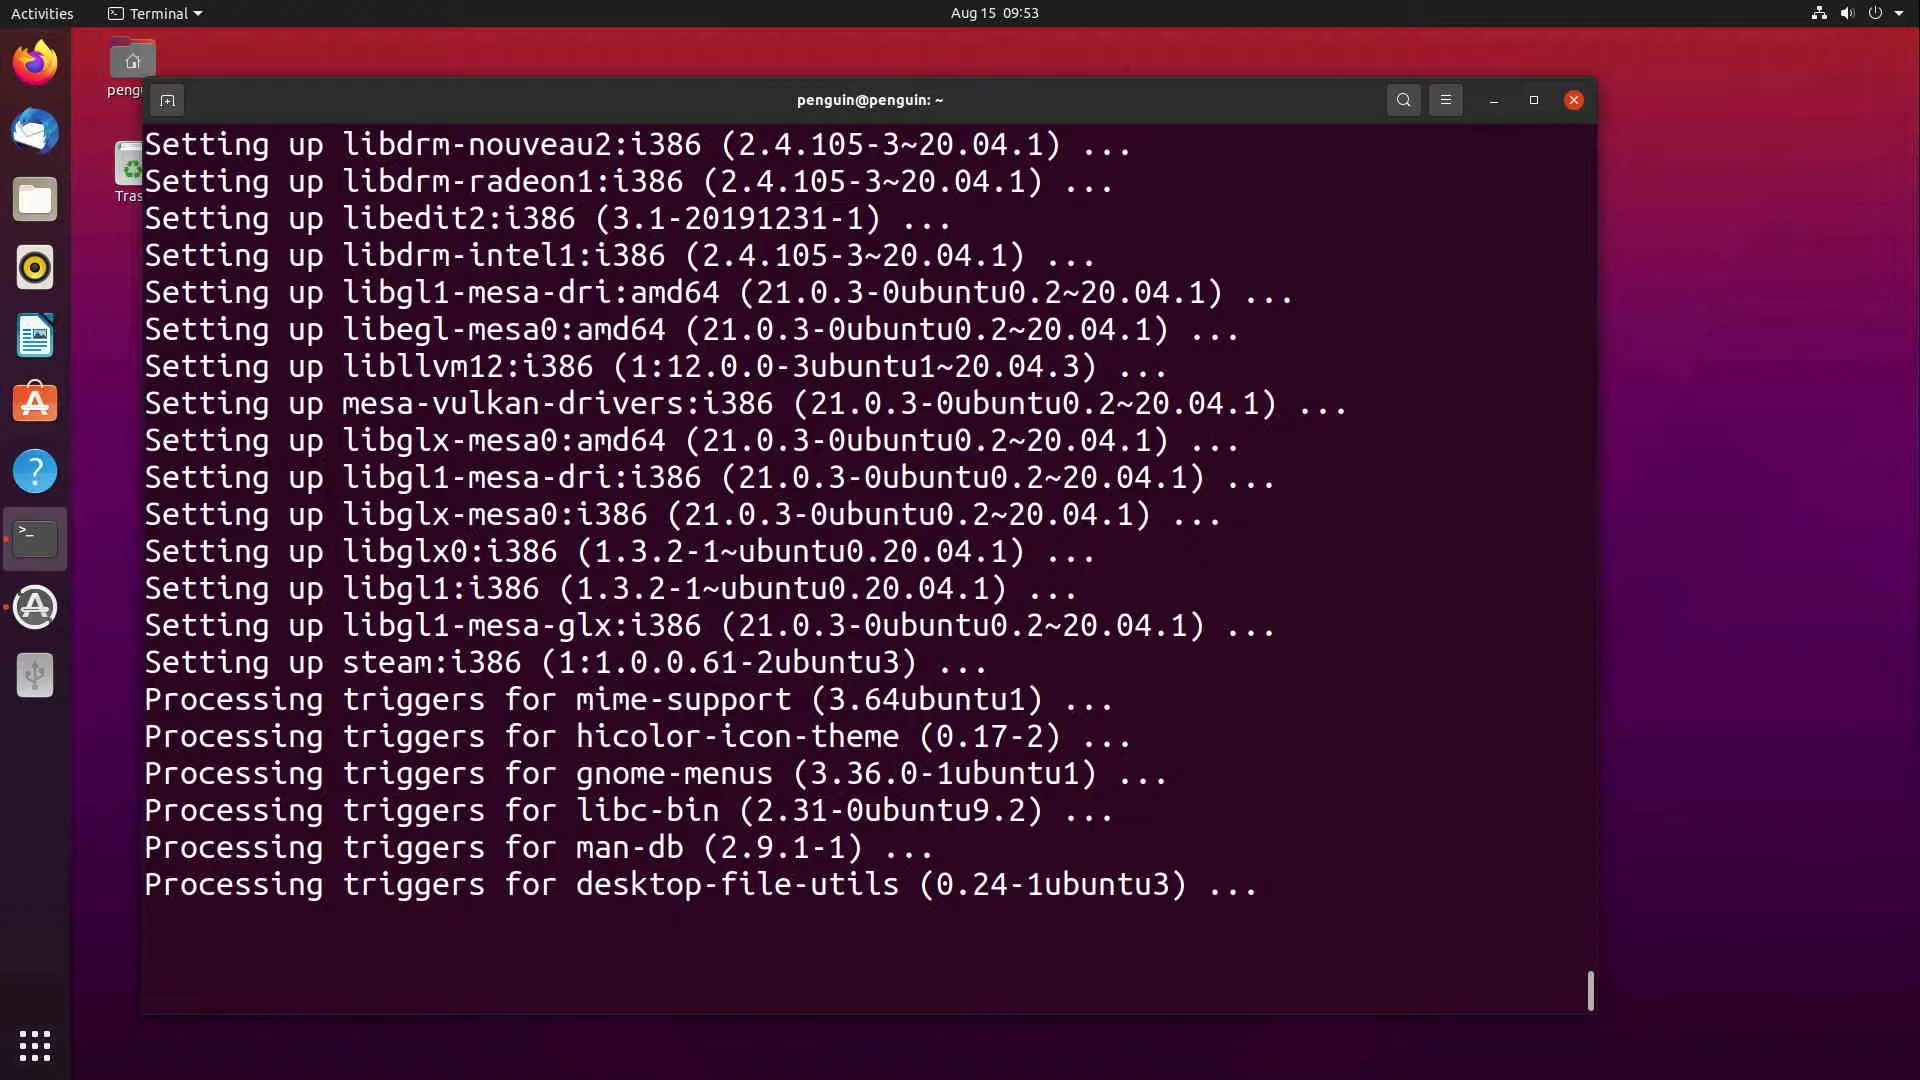 Activities
Terminal
Aug 15 09:53
pengu
Tras
penguin@penguin: ~
Setting up libdrm-nouveau2:i386 (2.4.105-3~20.04.1) ...
Setting up libdrm-radeon1:i386 (2.4.105-3~20.04.1) ...
Setting up libedit2:i386 (3.1-20191231-1) ...
Setting up libdrm-intel1:i386 (2.4.105-3~20.04.1) ...
Setting up libgl1-mesa-dri:amd64 (21.0.3-0ubuntu0.2~20.04.1) ...
Setting up libegl-mesa0:amd64 (21.0.3-0ubuntu0.2~20.04.1) ...
Setting up libllvm12:i386 (1:12.0.0-3ubuntu1~20.04.3) ...
Setting up mesa-vulkan-drivers:i386 (21.0.3-0ubuntu0.2~20.04.1) ...
Setting up libglx-mesa0:amd64 (21.0.3-0ubuntu0.2~20.04.1) ...
Setting up libgl1-mesa-dri:i386 (21.0.3-0ubuntu0.2~20.04.1) ...
Setting up libglx-mesa0:i386 (21.0.3-0ubuntu0.2~20.04.1) ...
Setting up libglx0:i386 (1.3.2-1~ubuntu0.20.04.1) ...
Setting up libgl1:i386 (1.3.2-1~ubuntu0.20.04.1) ...
Setting up libgl1-mesa-glx:i386 (21.0.3-0ubuntu0.2~20.04.1) ...
Setting up steam:i386 (1:1.0.0.61-2ubuntu3) ...
Processing triggers for mime-support (3.64ubuntu1) ...
Processing triggers for hicolor-icon-theme (0.17-2) ...
Processing triggers for gnome-menus (3.36.0-1ubuntu1) ...
Processing triggers for libc-bin (2.31-0ubuntu9.2) ...
Processing triggers for man-db (2.9.1-1) ...
Processing triggers for desktop-file-utils (0.24-1ubuntu3) ...